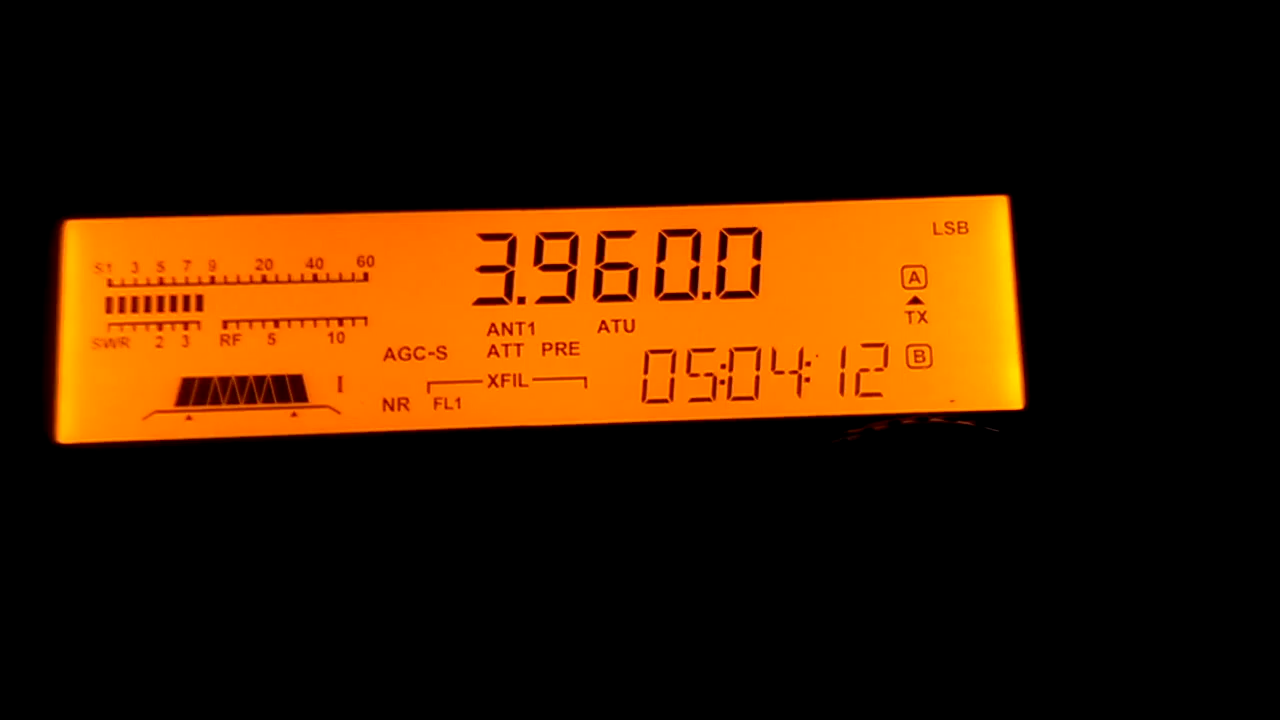 3.960.0 LSB
S1 3 5 7 9 20 40 60
A
TX
ANT1 ATU
SWR 2 3 RF 5 10
AGC-S ATT PRE
05:04:12 B
I
XFIL
NR FL1